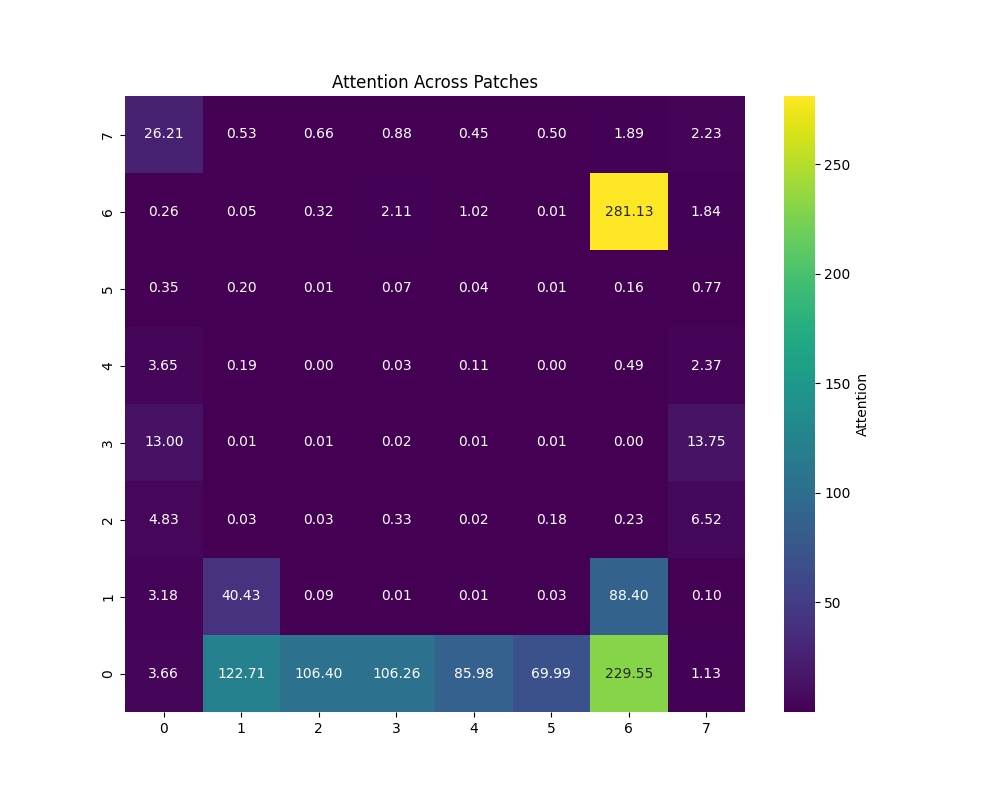 Attention Across Patches
7 26.21 0.53 0.66 0.88 0.45 0.50 1.89 2.23
6 0.26 0.05 0.32 2.11 1.02 0.01 281.13 1.84
5 0.35 0.20 0.01 0.07 0.04 0.01 0.16 0.77
4 3.65 0.19 0.00 0.03 0.11 0.00 0.49 2.37
3 13.00 0.01 0.01 0.02 0.01 0.01 0.00 13.75
2 4.83 0.03 0.03 0.33 0.02 0.18 0.23 6.52
1 3.18 40.43 0.09 0.01 0.01 0.03 88.40 0.10
0 3.66 122.71 106.40 106.26 85.98 69.99 229.55 1.13
0 1 2 3 4 5 6 7
250
200
150
100
50
Attention